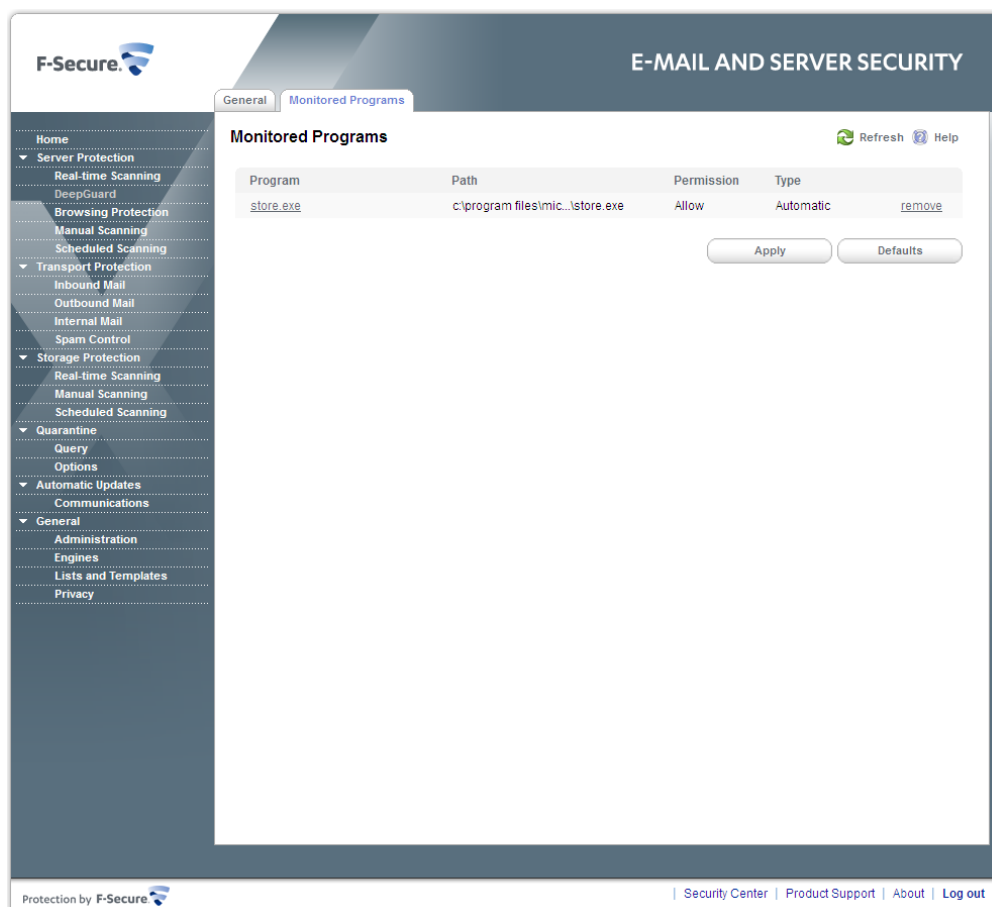 F-Secure.
E-MAIL AND SERVER SECURITY
General
Monitored Programs
Home
Server Protection
Real-time Scanning
DeepGuard
Browsing Protection
Manual Scanning
Scheduled Scanning
Transport Protection
Inbound Mail
Outbound Mail
Internal Mail
Spam Control
Storage Protection
Real-time Scanning
Manual Scanning
Scheduled Scanning
Quarantine
Query
Options
Automatic Updates
Communications
General
Administration
Engines
Lists and Templates
Privacy
Monitored Programs
Refresh Help
Program Path Permission Type
store.exe c:\program files\mic...\store.exe Allow Automatic remove
Apply Defaults
Protection by F-Secure.
| Security Center | Product Support | About | Log out